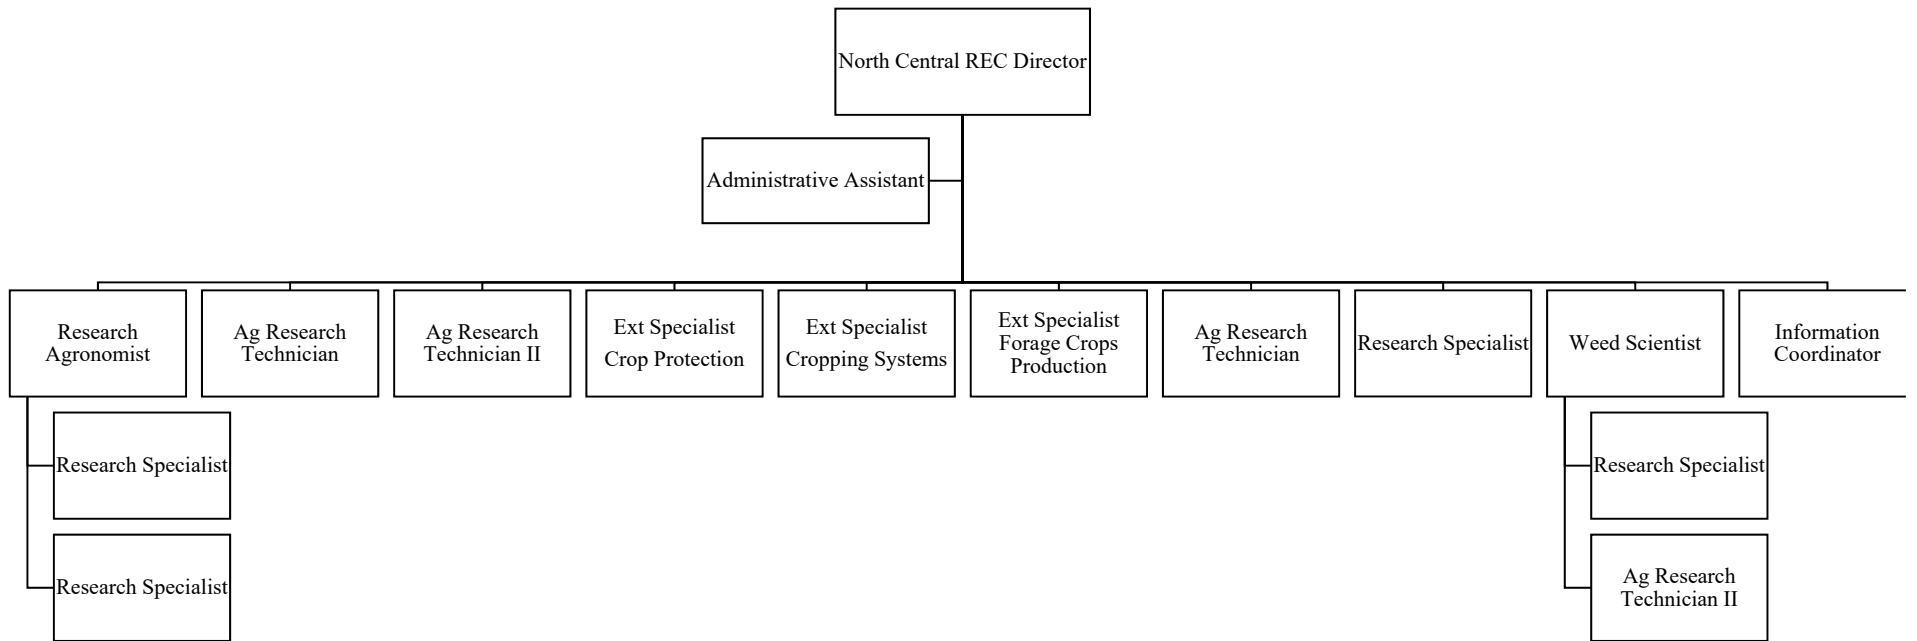 North Central REC Director
Administrative Assistant
Research
Agronomist
Ag Research
Technician
Ag Research
Technician II
Ext Specialist
Crop Protection
Ext Specialist
Cropping Systems
Ext Specialist
Forage Crops
Production
Ag Research
Technician
Research Specialist
Weed Scientist
Information
Coordinator
Research Specialist
Research Specialist
Research Specialist
Ag Research
Technician II